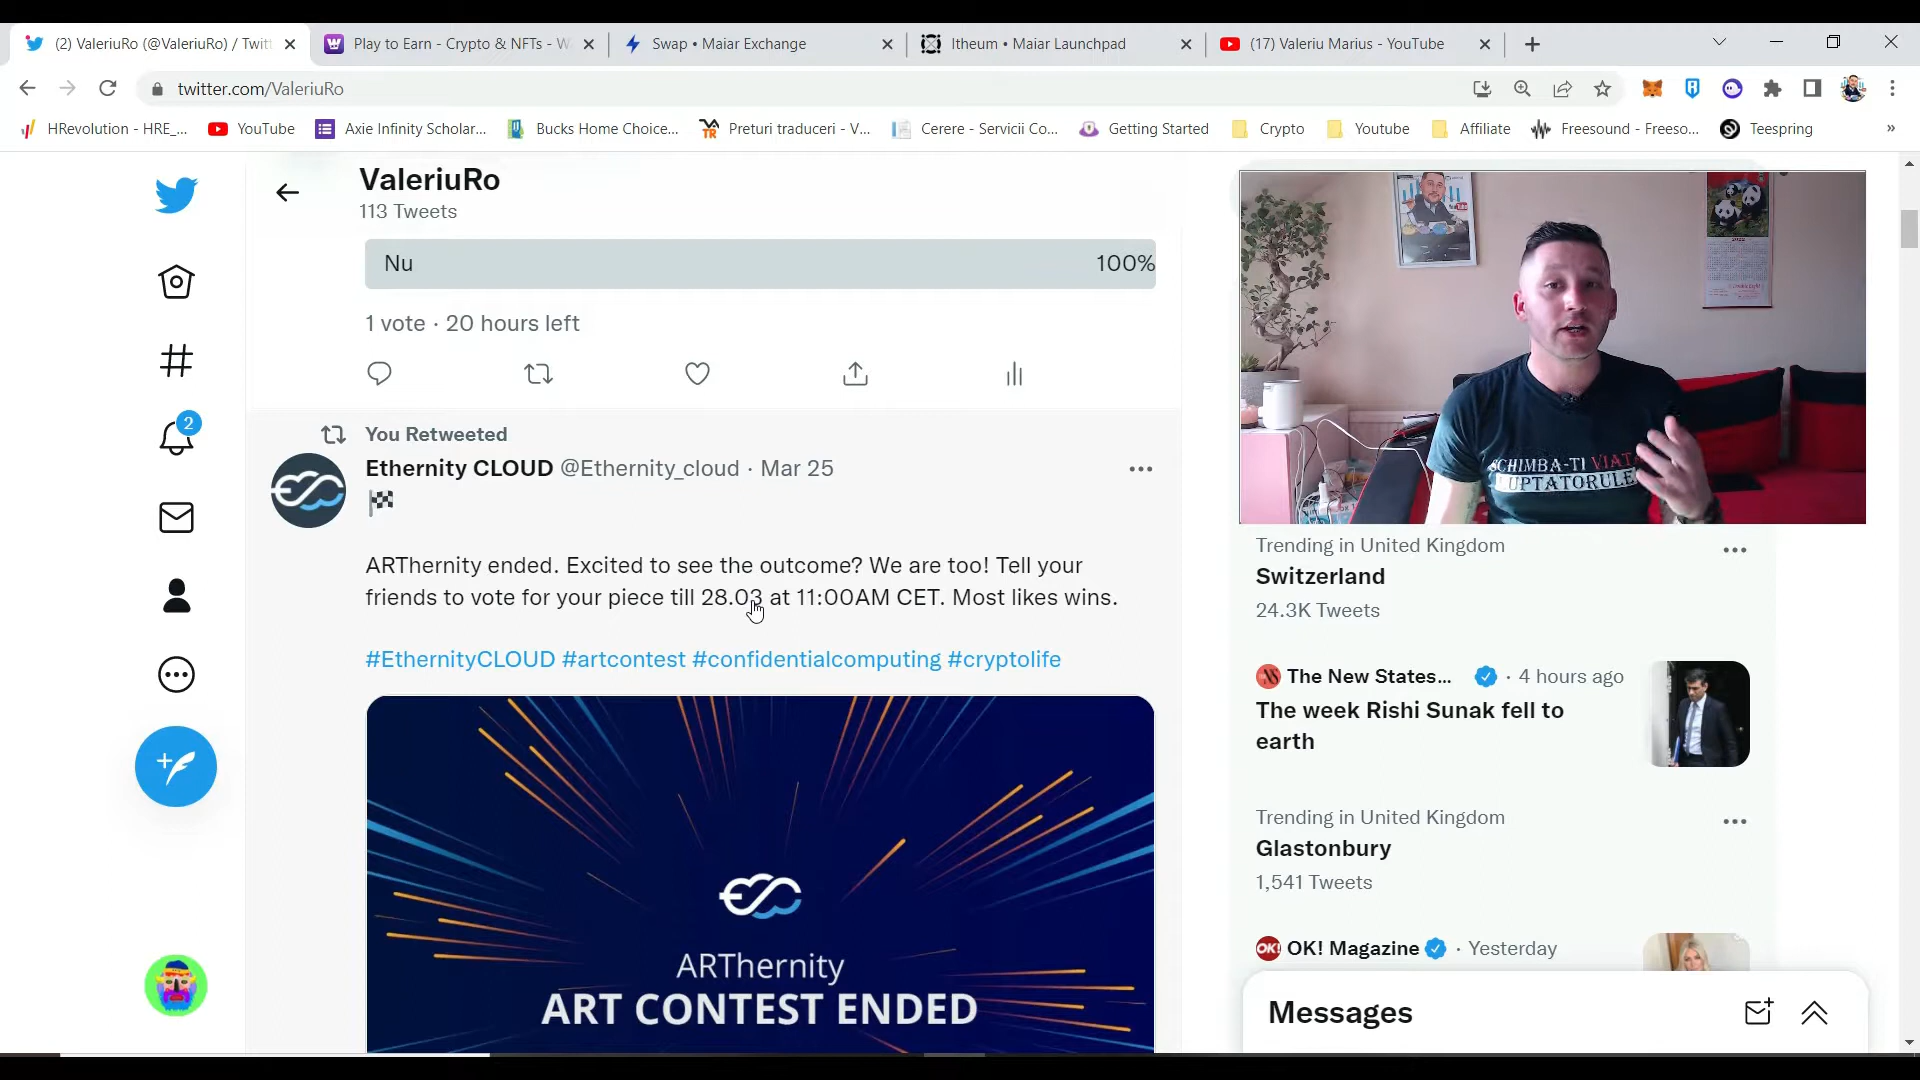 (2) ValeriuRo (@ValeriuRo) / Twitt
Play to Earn - Crypto & NFTs - W
Swap • Maiar Exchange
Itheum • Maiar Launchpad
(17) Valeriu Marius - YouTube
twitter.com/ValeriuRo
HRevolution - HRE_...
YouTube
Axie Infinity Scholar...
Bucks Home Choice...
Preturi traduceri - V...
Cerere - Servicii Co...
Getting Started
Crypto
Youtube
Affiliate
Freesound - Freeso...
Teespring
»
ValeriuRo
113 Tweets
Nu
100%
1 vote · 20 hours left
2
You Retweeted
Ethernity CLOUD @Ethernity_cloud · Mar 25
ARThernity ended. Excited to see the outcome? We are too! Tell your
friends to vote for your piece till 28.03 at 11:00AM CET. Most likes wins.
#EthernityCLOUD #artcontest #confidentialcomputing #cryptolife
ARThernity
ART CONTEST ENDED
SCHIMBA-TI VIATA
LUPTATORULE
Trending in United Kingdom
Switzerland
24.3K Tweets
The New States... · 4 hours ago
The week Rishi Sunak fell to
earth
Trending in United Kingdom
Glastonbury
1,541 Tweets
OK!
OK! Magazine · Yesterday
Messages